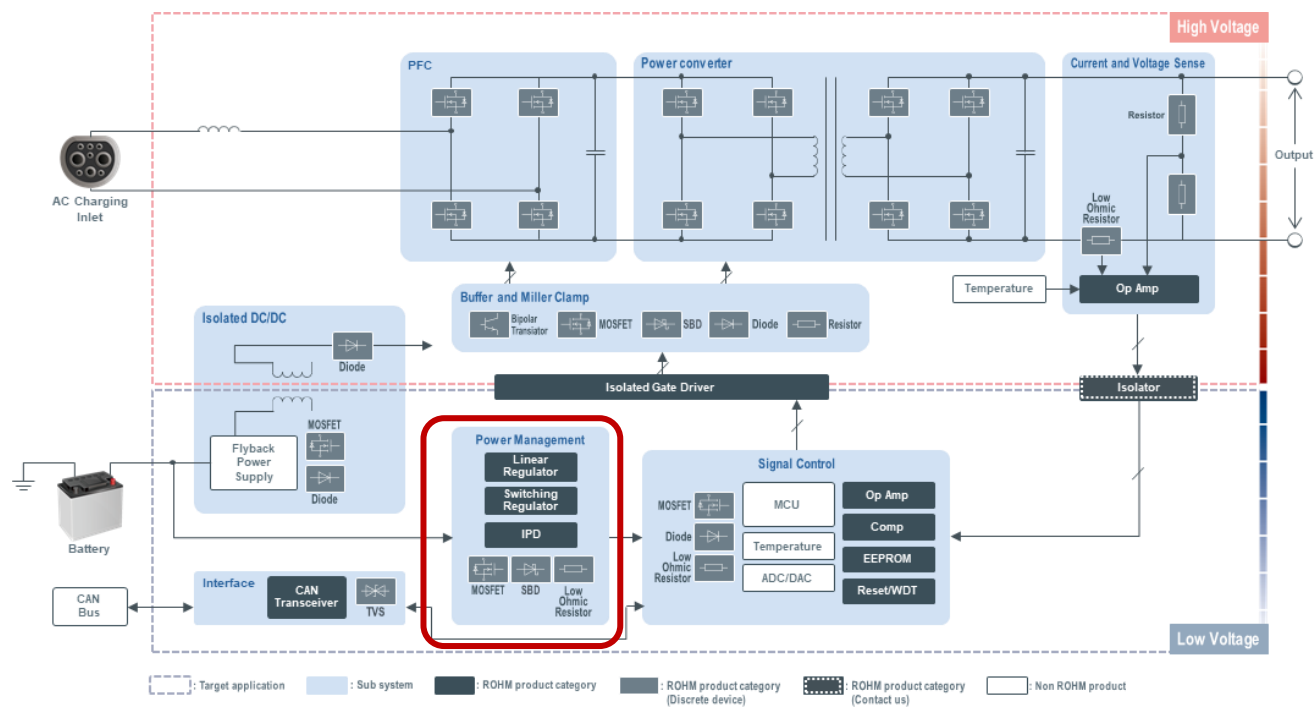 High Voltage
PFC
Power converter
Current and Voltage Sense
Resistor
Output
AC Charging
Inlet
Low
Ohmic
Resistor
Temperature
Op Amp
Buffer and Miller Clamp
Bipolar
Transiator
MOSFET
SBD
Diode
Resistor
Isolated DC/DC
Diode
Isolated Gate Driver
Isolator
MOSFET
Flyback
Power
Supply
Diode
Battery
Power Management
Linear
Regulator
Switching
Regulator
IPD
MOSFET
SBD
Low
Ohmic
Resistor
Signal Control
MOSFET
Diode
Low
Ohmic
Resistor
MCU
Temperature
ADC/DAC
Op Amp
Comp
EEPROM
Reset/WDT
Interface
CAN
Bus
CAN
Transceiver
TVS
Low Voltage
: Target application
: Sub system
: ROHM product category
: ROHM product category
(Discrete device)
: ROHM product category
(Contact us)
: Non ROHM product